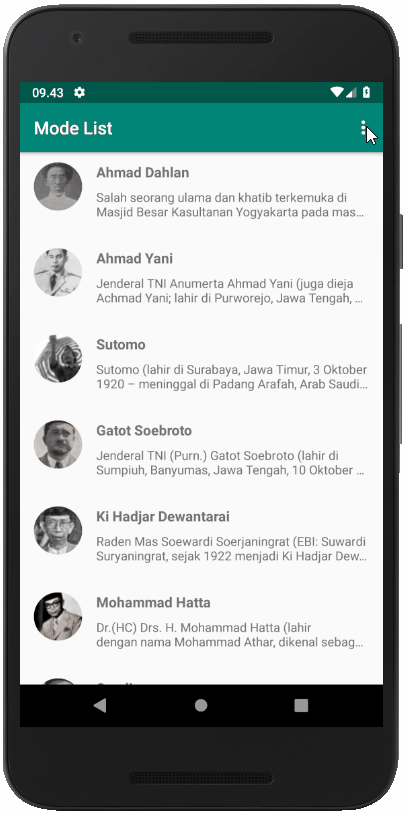 09.43
Mode List
Ahmad Dahlan
Salah seorang ulama dan khatib terkemuka di
Masjid Besar Kasultanan Yogyakarta pada mas…
Ahmad Yani
Jenderal TNI Anumerta Ahmad Yani (juga dieja
Achmad Yani; lahir di Purworejo, Jawa Tengah, …
Sutomo
Sutomo (lahir di Surabaya, Jawa Timur, 3 Oktober
1920 – meninggal di Padang Arafah, Arab Saudi…
Gatot Soebroto
Jenderal TNI (Purn.) Gatot Soebroto (lahir di
Sumpiuh, Banyumas, Jawa Tengah, 10 Oktober …
Ki Hadjar Dewantarai
Raden Mas Soewardi Soerjaningrat (EBI: Suwardi
Suryaningrat, sejak 1922 menjadi Ki Hadjar Dew…
Mohammad Hatta
Dr.(HC) Drs. H. Mohammad Hatta (lahir
dengan nama Mohammad Athar, dikenal sebag…